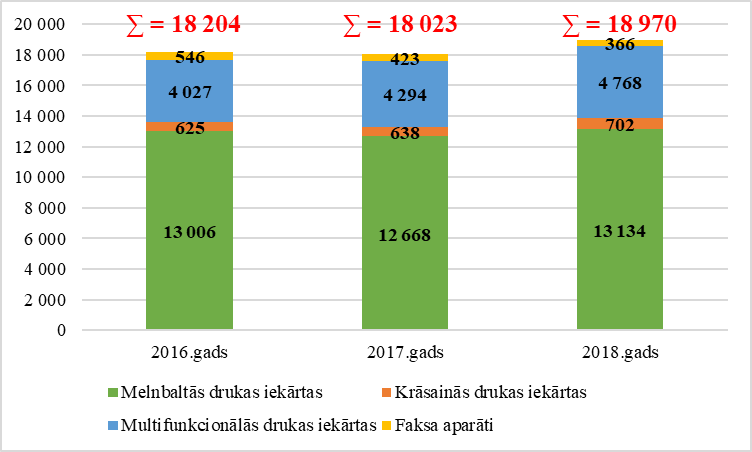 ∑ = 18 204 ∑ = 18 023 ∑ = 18 970
20 000
18 000
16 000
14 000
12 000
10 000
8 000
6 000
4 000
2 000
0
546 423 366
4 027 4 294 4 768
625 638 702
13 006 12 668 13 134
2016.gads 2017.gads 2018.gads
Melnbaltās drukas iekārtas Krāsainās drukas iekārtas
Multifunkcionālās drukas iekārtas Faksa aparāti